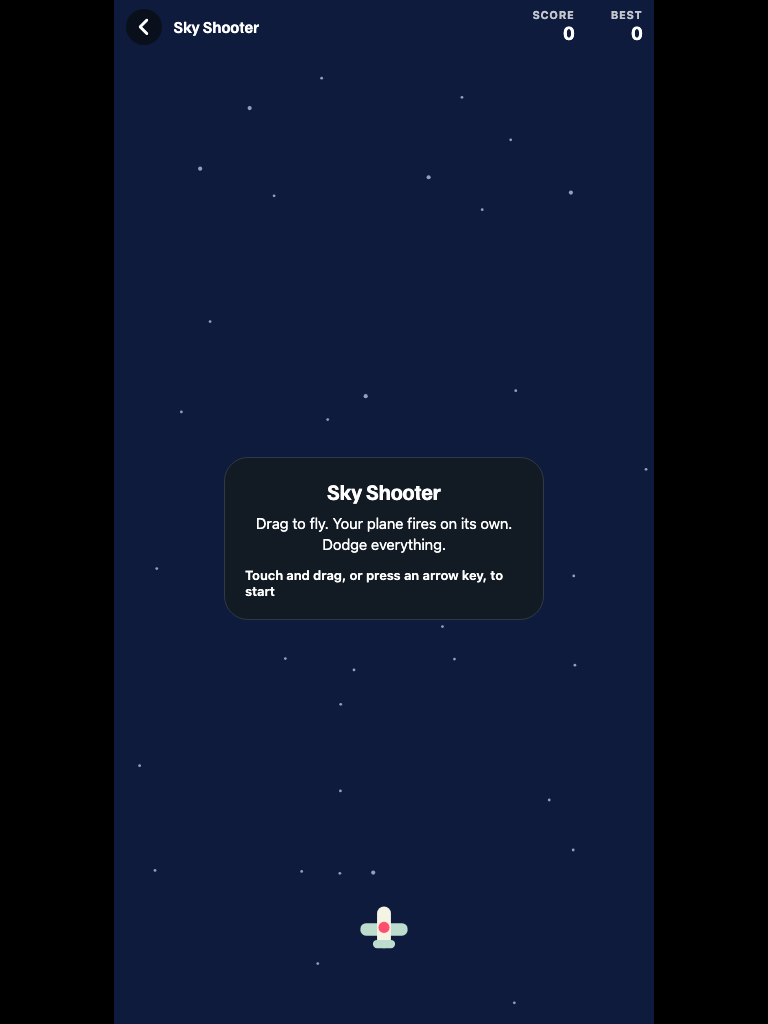 Sky Shooter
SCORE
0
BEST
0
Sky Shooter
Drag to fly. Your plane fires on its own.
Dodge everything.
Touch and drag, or press an arrow key, to
start